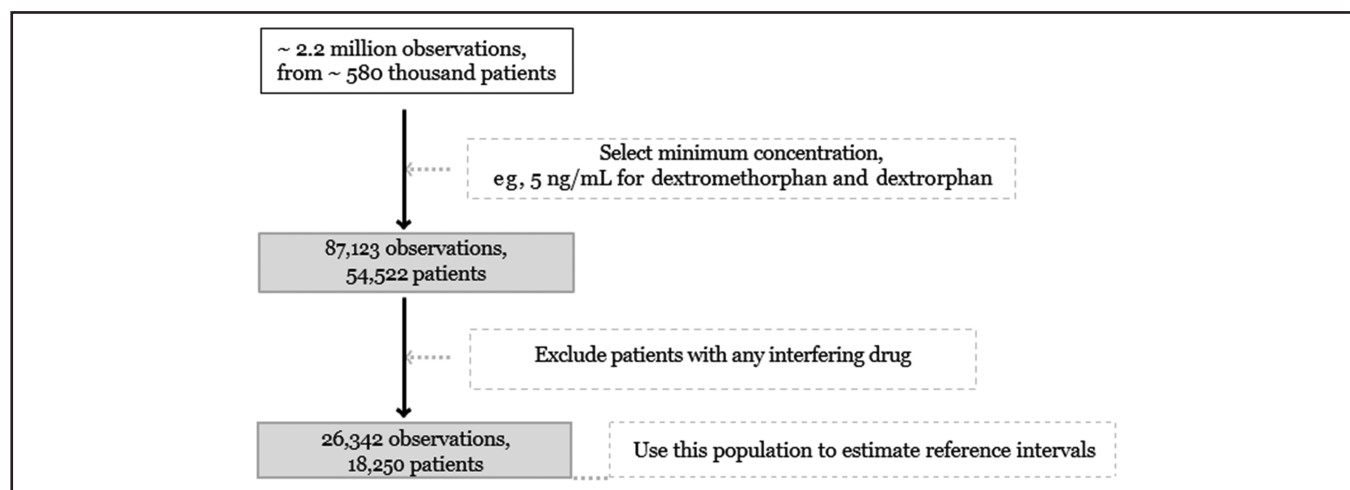 ~ 2.2 million observations,
from ~ 580 thousand patients
Select minimum concentration,
eg, 5 ng/mL for dextromethorphan and dextrorphan
87,123 observations,
54,522 patients
Exclude patients with any interfering drug
26,342 observations,
18,250 patients
Use this population to estimate reference intervals